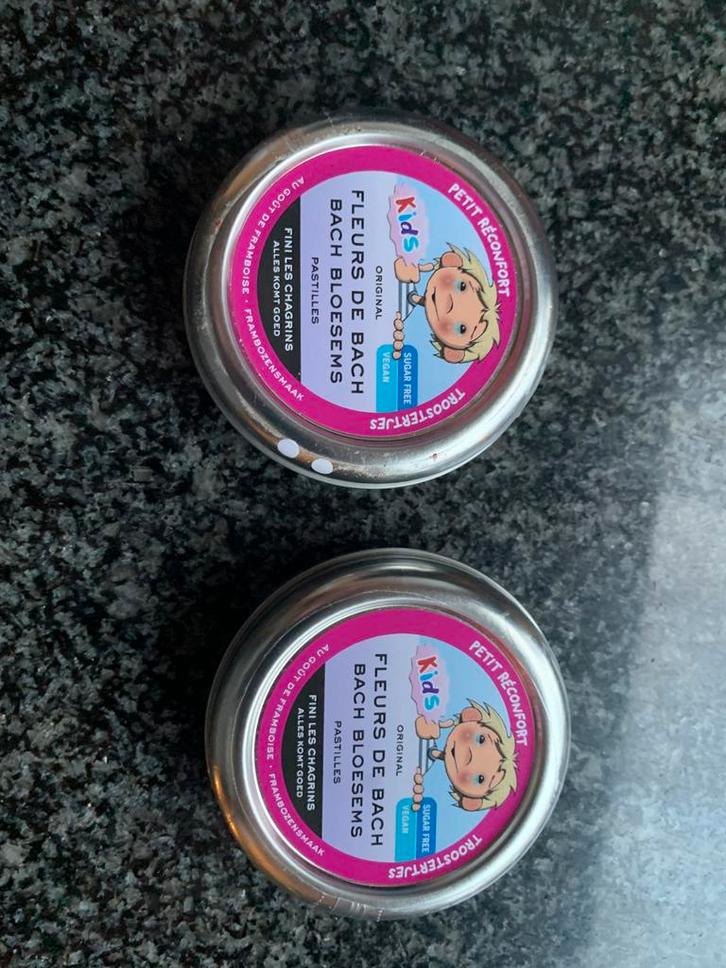 PETIT RÉCONFORT
Kids
SUGAR FREE
VEGAN
ORIGINAL
FLEURS DE BACH
BACH BLOESEMS
PASTILLES
FINI LES CHAGRINS
ALLES KOMT GOED
AU GOÛT DE FRAMBOISE · FRAMBOZENSMAAK
TROOSTERTJES
PETIT RÉCONFORT
Kids
SUGAR FREE
VEGAN
ORIGINAL
FLEURS DE BACH
BACH BLOESEMS
PASTILLES
FINI LES CHAGRINS
ALLES KOMT GOED
AU GOÛT DE FRAMBOISE · FRAMBOZENSMAAK
TROOSTERTJES